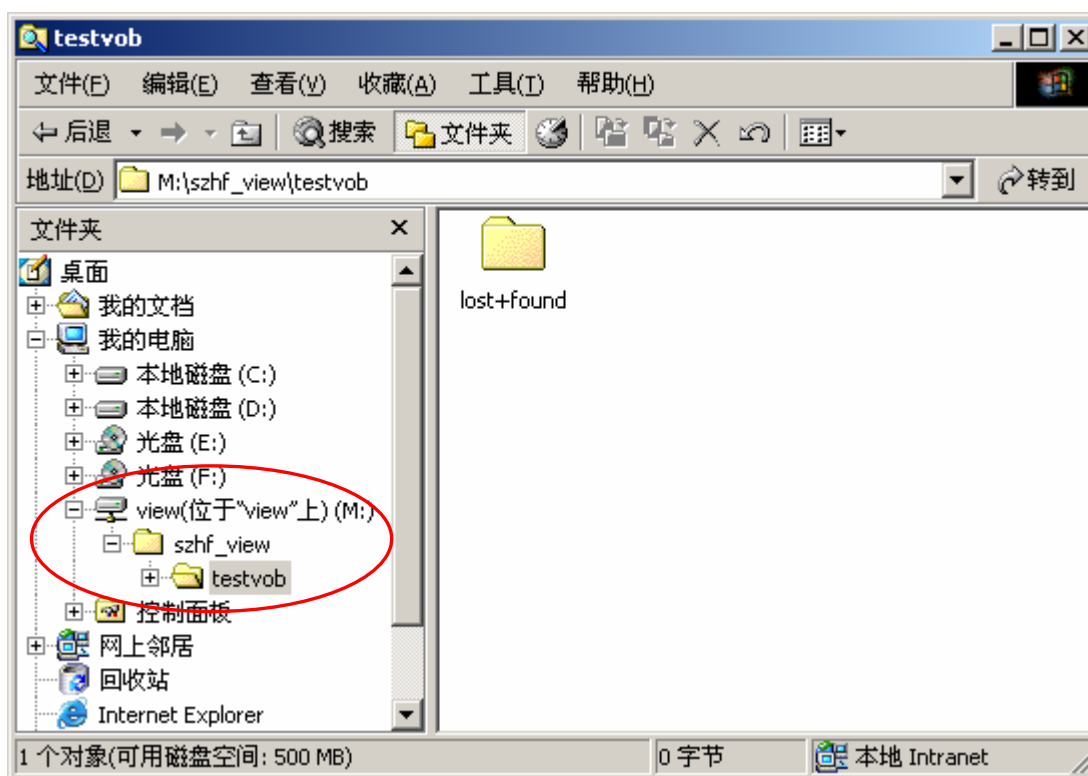 testvob
文件(F) 编辑(E) 查看(V) 收藏(A) 工具(T) 帮助(H)
后退 搜索 文件夹
地址(D) M:\szhf_view\testvob 转到
文件夹
桌面
我的文档
我的电脑
本地磁盘 (C:)
本地磁盘 (D:)
光盘 (E:)
光盘 (F:)
view(位于"view"上) (M:)
szhf_view
testvob
控制面板
网上邻居
回收站
Internet Explorer
lost+found
1 个对象(可用磁盘空间: 500 MB) 0 字节 本地 Intranet